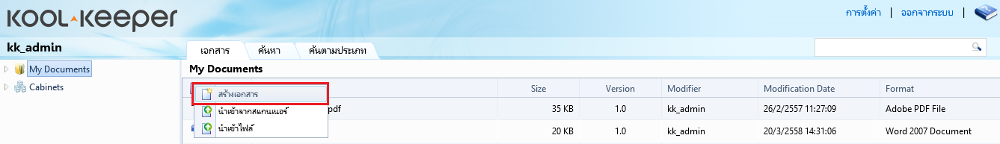 KOOL-KEEPER
การตั้งค่า | ออกจากระบบ
kk_admin
เอกสาร ค้นหา ค้นตามประเภท
My Documents
Cabinets
My Documents
Size Version Modifier Modification Date Format
สร้างเอกสาร
นำเข้าจากสแกนเนอร์
นำเข้าไฟล์
pdf 35 KB 1.0 kk_admin 26/2/2557 11:27:09 Adobe PDF File
20 KB 1.0 kk_admin 20/3/2558 14:31:06 Word 2007 Document